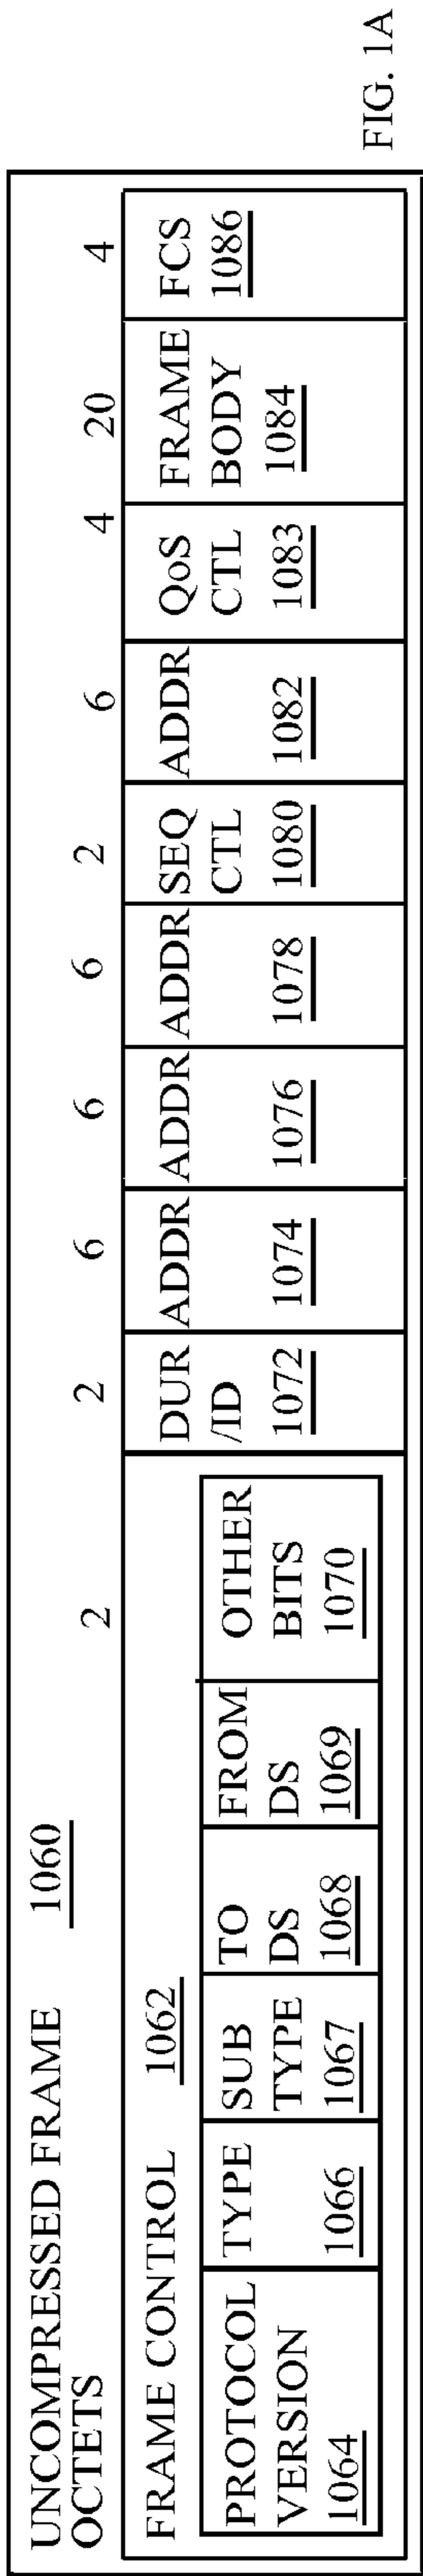 UNCOMPRESSED FRAME 1060
OCTETS 2 2 6 6 6 2 6 4 20 4
FRAME CONTROL 1062
PROTOCOL
VERSION
1064
TYPE
1066
SUB
TYPE
1067
TO
DS
1068
FROM
DS
1069
OTHER
BITS
1070
DUR
/ID
1072
ADDR
1074
ADDR
1076
ADDR
1078
SEQ
CTL
1080
ADDR
1082
QoS
CTL
1083
FRAME
BODY
1084
FCS
1086
FIG. 1A